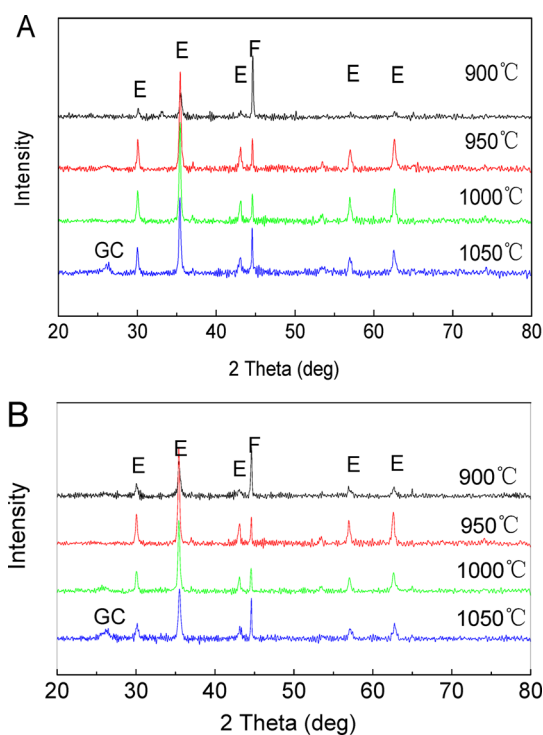 A
E E E F E E
900℃
950℃
1000℃
1050℃
GC
Intensity
20 30 40 50 60 70 80
2 Theta (deg)
B
E E E F E E
900℃
950℃
1000℃
1050℃
GC
Intensity
20 30 40 50 60 70 80
2 Theta (deg)